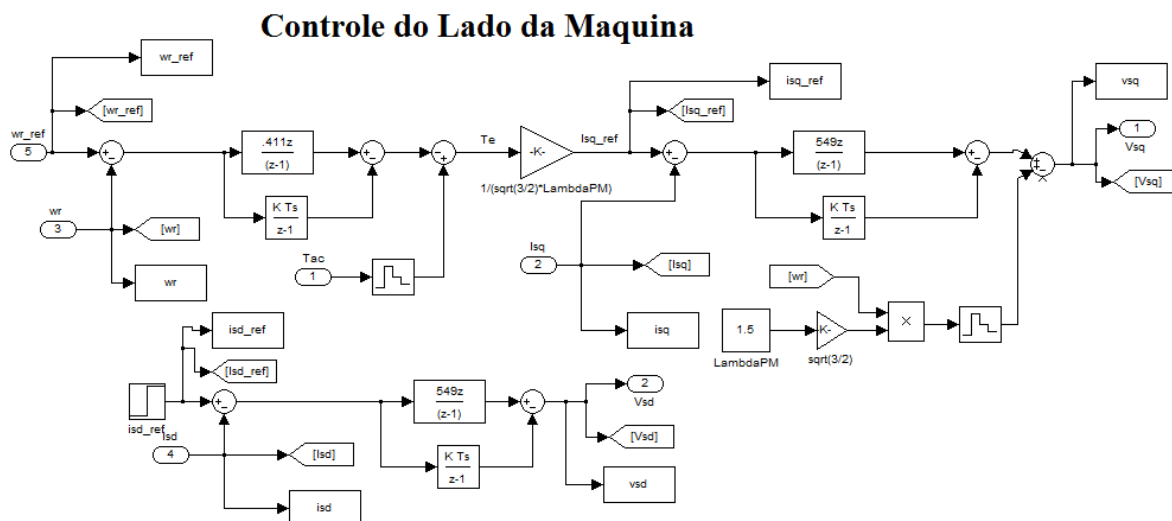 Controle do Lado da Maquina
wr_ref
[wr_ref]
wr_ref
5
.411z
(z-1)
K Ts
z-1
wr
3
[wr]
wr
Tac
1
Te
-K-
1/(sqrt(3/2)*LambdaPM)
Isq_ref
isq_ref
[Isq_ref]
549z
(z-1)
K Ts
z-1
vsq
1
Vsq
[Vsq]
Isq
2
[Isq]
isq
[wr]
1.5
LambdaPM
K-
sqrt(3/2)
×
isd_ref
[Isd_ref]
isd_ref
Isd
4
[Isd]
isd
549z
(z-1)
K Ts
z-1
2
Vsd
[Vsd]
vsd